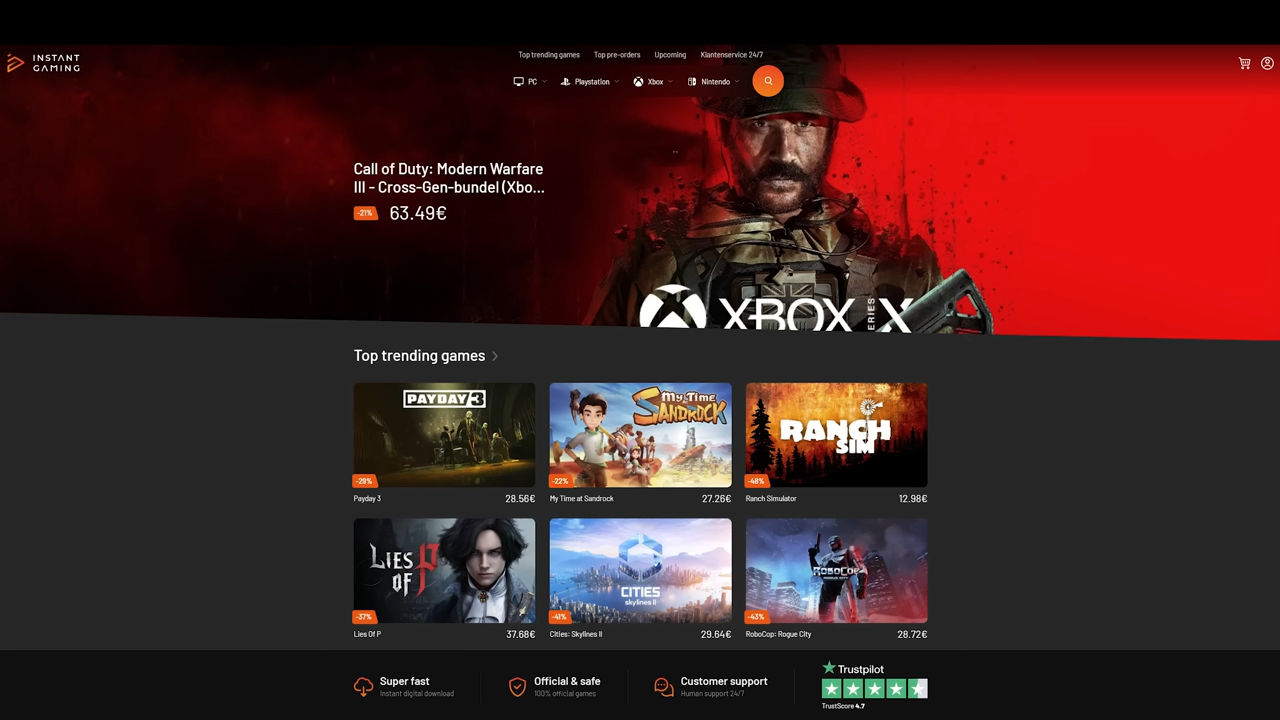 INSTANT
GAMING
Top trending games
Top pre-orders
Upcoming
Klantenservice 24/7
PC
Playstation
Xbox
Nintendo
Call of Duty: Modern Warfare
III - Cross-Gen-bundel (Xbo...
-21%
63.49€
XBOX SERIES X
Top trending games
PAYDAY 3
My Time
at
SANDROCK
RANCH
SIM
-29%
-22%
-48%
Payday 3
28.56€
My Time at Sandrock
27.26€
Ranch Simulator
12.98€
LIES
OF P
CITIES
skylines II
ROBOCOP
ROGUE CITY
-37%
-41%
-43%
Lies Of P
37.68€
Cities: Skylines II
29.64€
RoboCop: Rogue City
28.72€
Super fast
Instant digital download
Official & safe
100% official games
Customer support
Human support 24/7
Trustpilot
TrustScore 4.7